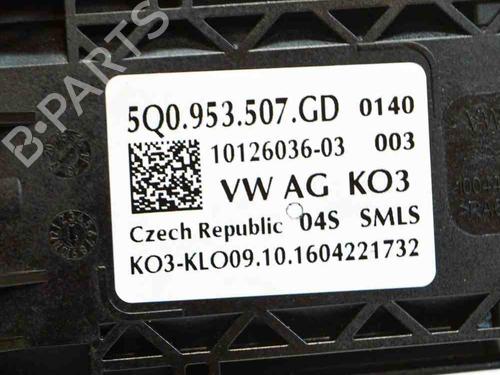 B-PARTS
5Q0.953.507.GD 0140
10126036-03 003
VW AG KO3
Czech Republic 04S SMLS
KO3-KLO09.10.1604221732